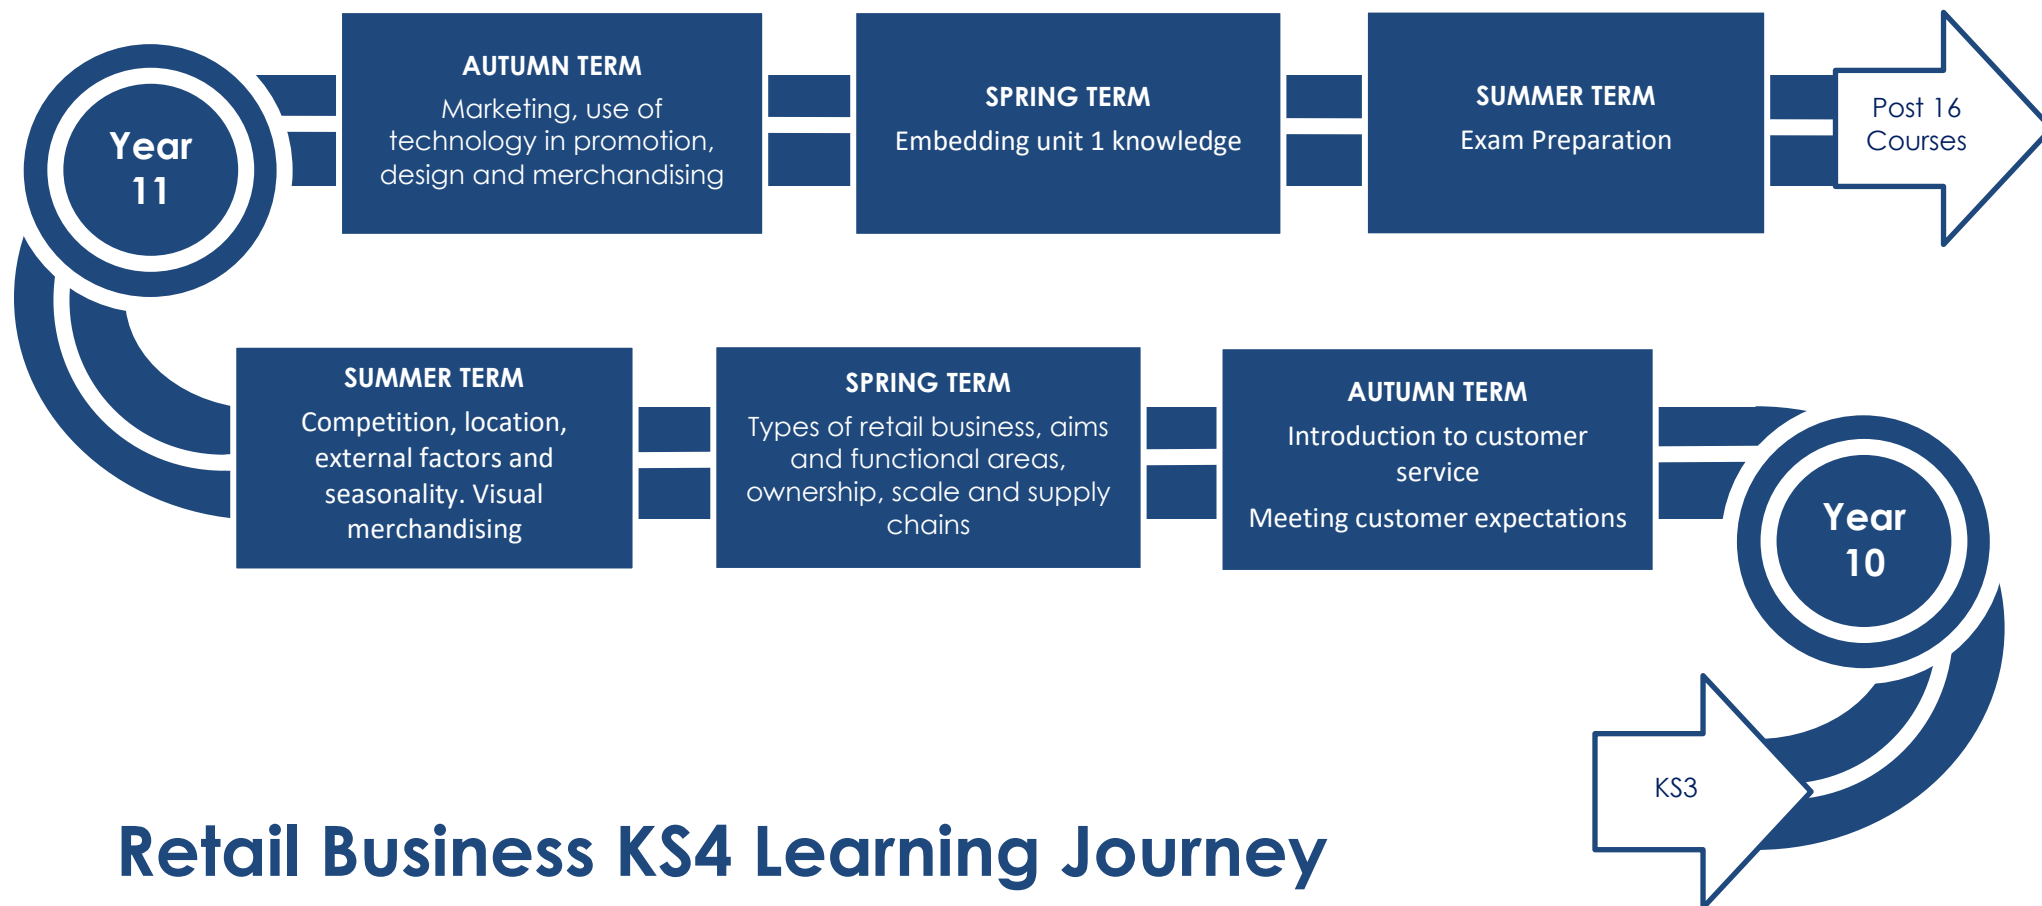 Year
11
AUTUMN TERM
Marketing, use of
technology in promotion,
design and merchandising
SPRING TERM
Embedding unit 1 knowledge
SUMMER TERM
Exam Preparation
Post 16
Courses
SUMMER TERM
Competition, location,
external factors and
seasonality. Visual
merchandising
SPRING TERM
Types of retail business, aims
and functional areas,
ownership, scale and supply
chains
AUTUMN TERM
Introduction to customer
service
Meeting customer expectations
Year
10
KS3
Retail Business KS4 Learning Journey